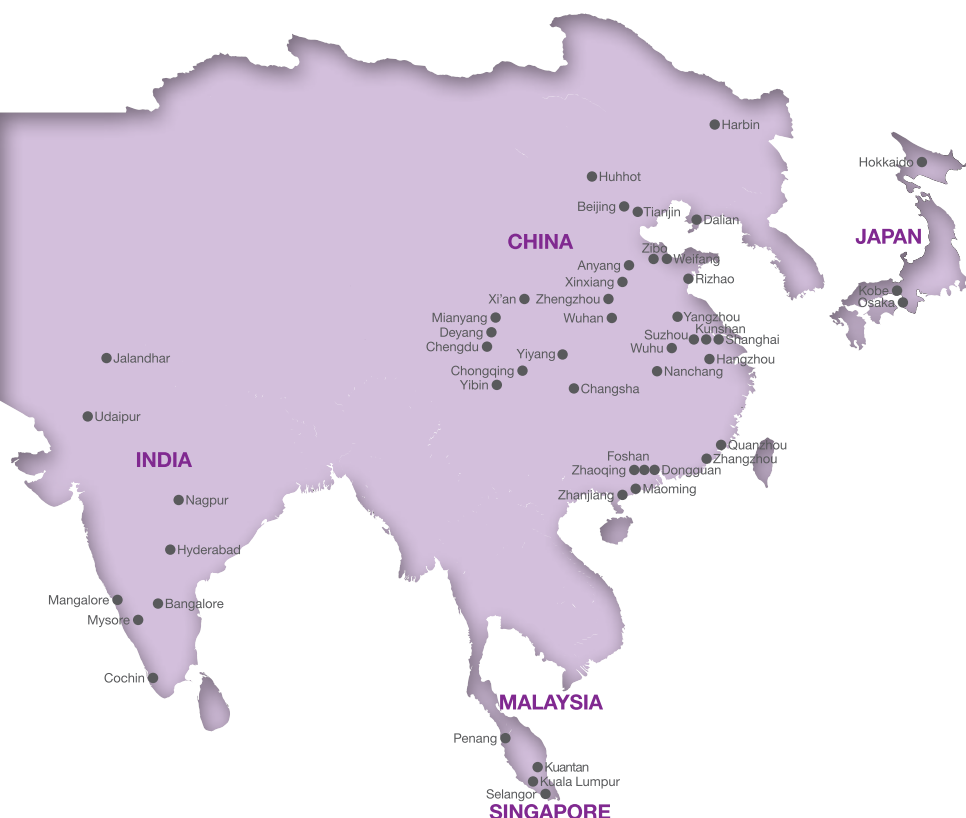 Harbin
Hokkaido
Huhhot
Beijing
Tianjin
Dalian
JAPAN
CHINA
Zibo
Weifang
Anyang
Rizhao
Xinxiang
Kobe
Xi'an
Zhengzhou
Osaka
Mianyang
Wuhan
Yangzhou
Deyang
Kunshan
Suzhou
Shanghai
Chengdu
Wuhu
Yiyang
Jalandhar
Hangzhou
Chongqing
Nanchang
Yibin
Changsha
Udaipur
Quanzhou
Foshan
Zhangzhou
INDIA
Zhaoqing
Dongguan
Maoming
Zhanjiang
Nagpur
Hyderabad
Mangalore
Bangalore
Mysore
Cochin
MALAYSIA
Penang
Kuantan
Kuala Lumpur
Selangor
SINGAPORE